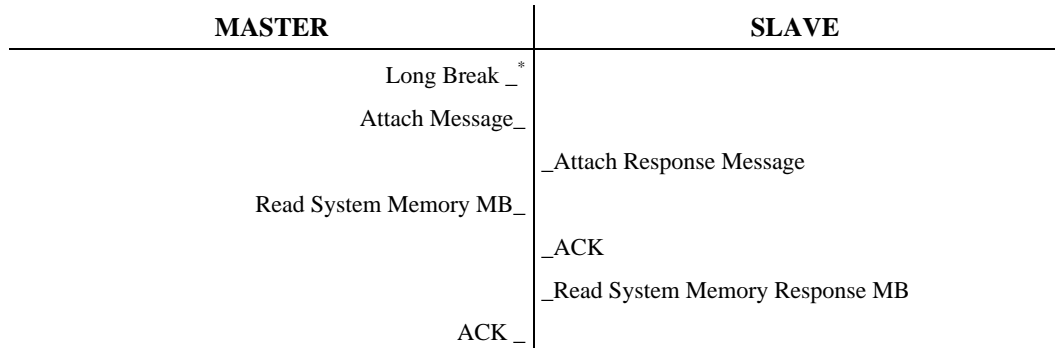 MASTER SLAVE
Long Break _*
Attach Message_
_Attach Response Message
Read System Memory MB_
_ACK
_Read System Memory Response MB
ACK _